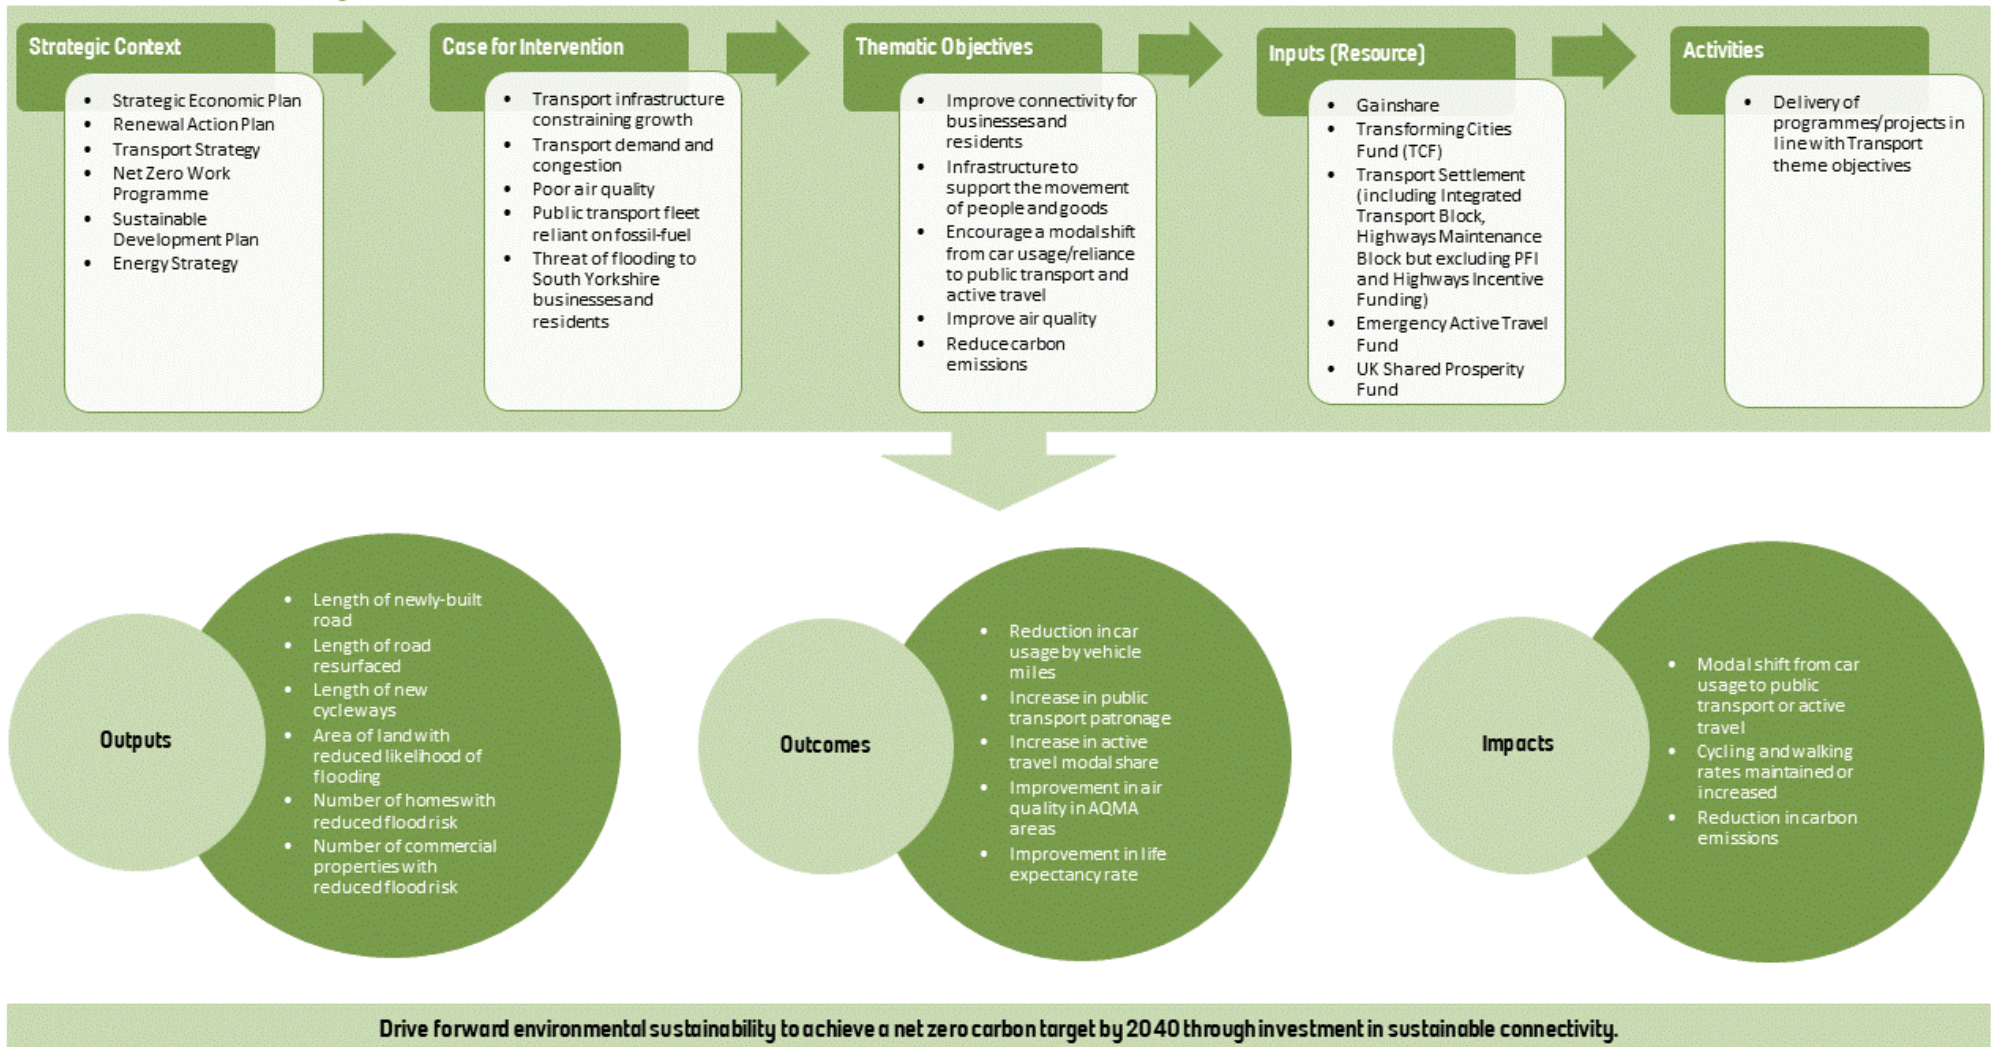 Strategic Context
Strategic Economic Plan
Renewal Action Plan
Transport Strategy
Net Zero Work
Programme
Sustainable
Development Plan
Energy Strategy
Case for Intervention
Transport infrastructure
constraining growth
Transport demand and
congestion
Poor air quality
Public transport fleet
reliant on fossil-fuel
Threat of flooding to
South Yorkshire
businesses and
residents
Thematic Objectives
Improve connectivity for
businesses and
residents
Infrastructure to
support the movement
of people and goods
Encourage a modal shift
from car usage/reliance
to public transport and
active travel
Improve air quality
Reduce carbon
emissions
Inputs (Resource)
Gainshare
Transforming Cities
Fund (TCF)
Transport Settlement
(including Integrated
Transport Block,
Highways Maintenance
Block but excluding PFI
and Highways Incentive
Funding)
Emergency Active Travel
Fund
UK Shared Prosperity
Fund
Activities
Delivery of
programmes/projects in
line with Transport
theme objectives
Outputs
Length of newly-built
road
Length of road
resurfaced
Length of new
cycleways
Area of land with
reduced likelihood of
flooding
Number of homes with
reduced flood risk
Number of commercial
properties with
reduced flood risk
Outcomes
Reduction in car
usage by vehicle
miles
Increase in public
transport patronage
Increase in active
travel modal share
Improvement in air
quality in AQMA
areas
Improvement in life
expectancy rate
Impacts
Modal shift from car
usage to public
transport or active
travel
Cycling and walking
rates maintained or
increased
Reduction in carbon
emissions
Drive forward environmental sustainability to achieve a net zero carbon target by 2040 through investment in sustainable connectivity.